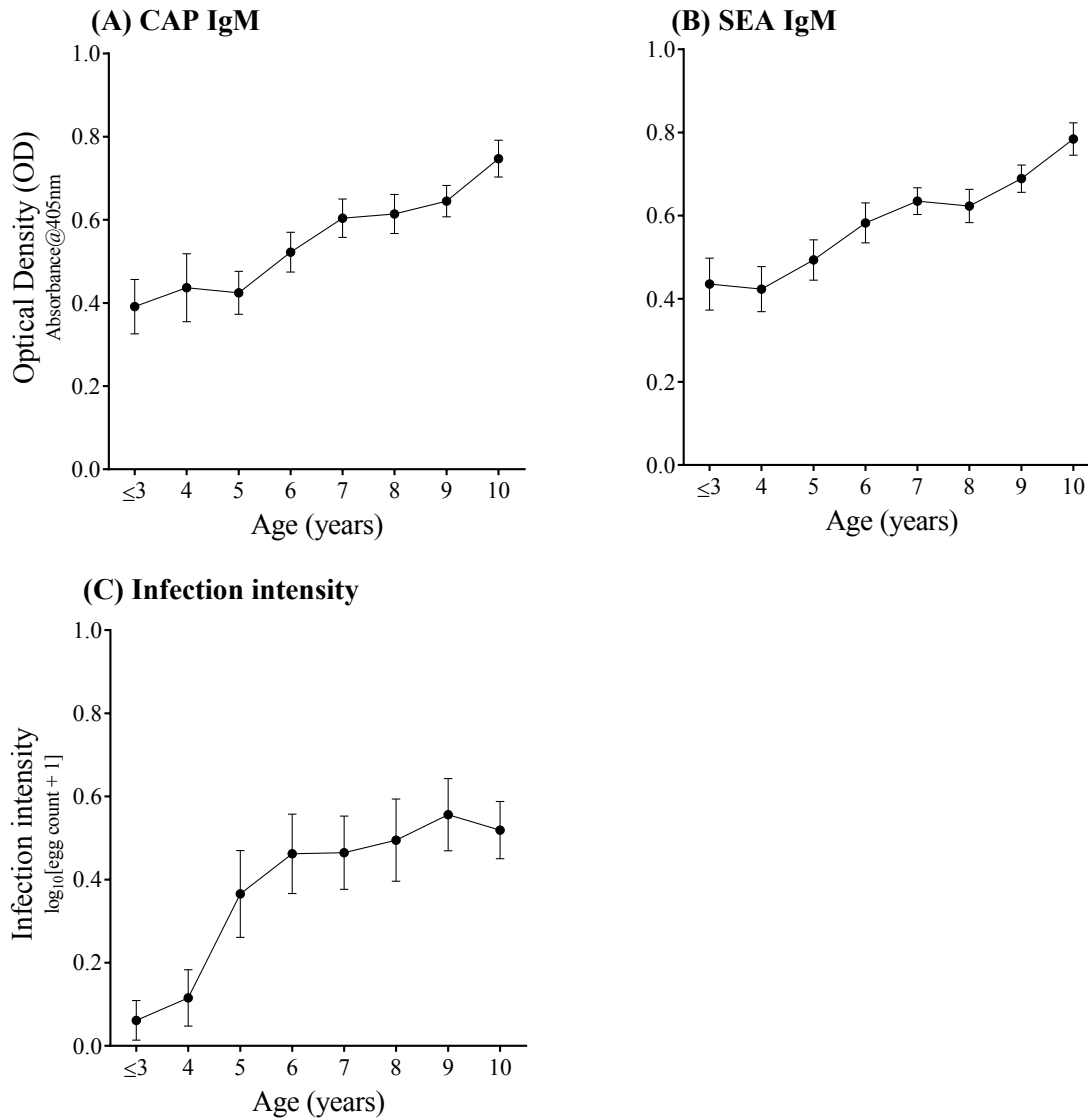 (A) CAP IgM
1.0
0.8
0.6
0.4
0.2
0.0
Optical Density (OD)
Absorbance@405nm
≤3 4 5 6 7 8 9 10
Age (years)
(B) SEA IgM
1.0
0.8
0.6
0.4
0.2
0.0
≤3 4 5 6 7 8 9 10
Age (years)
(C) Infection intensity
1.0
0.8
0.6
0.4
0.2
0.0
Infection intensity
log₁₀[egg count + 1]
≤3 4 5 6 7 8 9 10
Age (years)